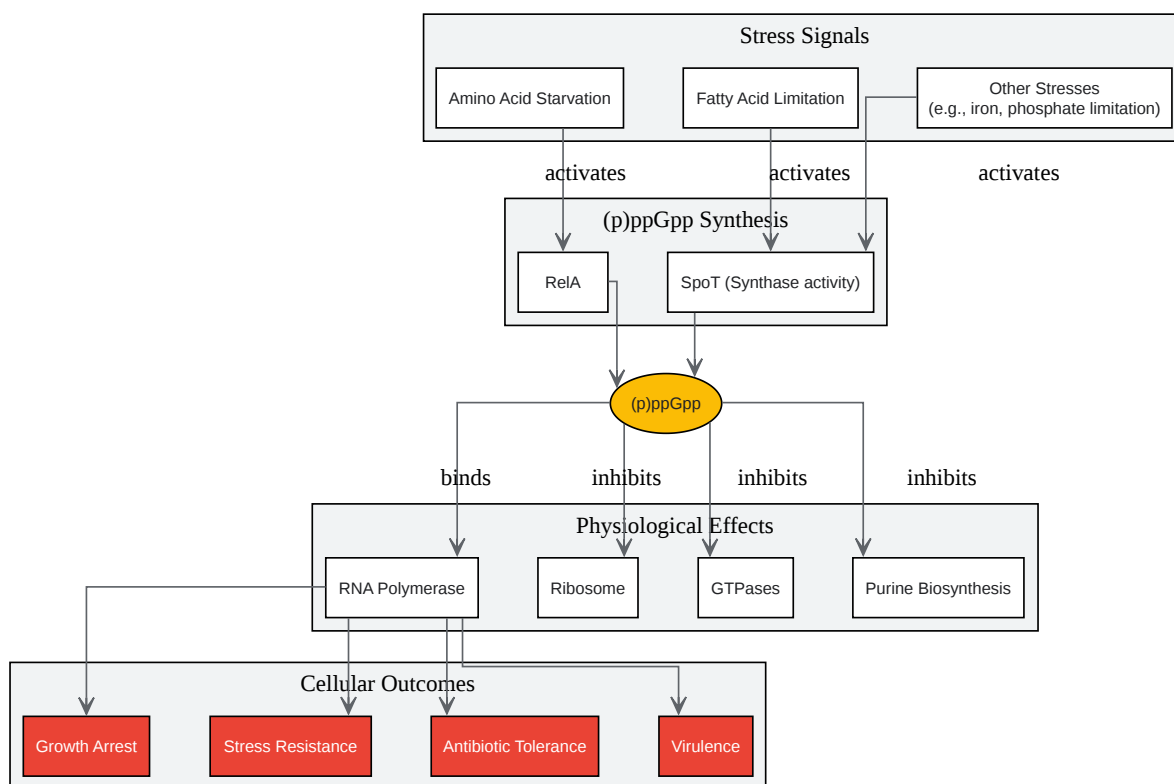 Stress Signals
Amino Acid Starvation
Fatty Acid Limitation
Other Stresses
(e.g., iron, phosphate limitation)
activates
activates
activates
(p)ppGpp Synthesis
RelA
SpoT (Synthase activity)
(p)ppGpp
binds
inhibits
inhibits
inhibits
Physiological Effects
RNA Polymerase
Ribosome
GTPases
Purine Biosynthesis
Cellular Outcomes
Growth Arrest
Stress Resistance
Antibiotic Tolerance
Virulence